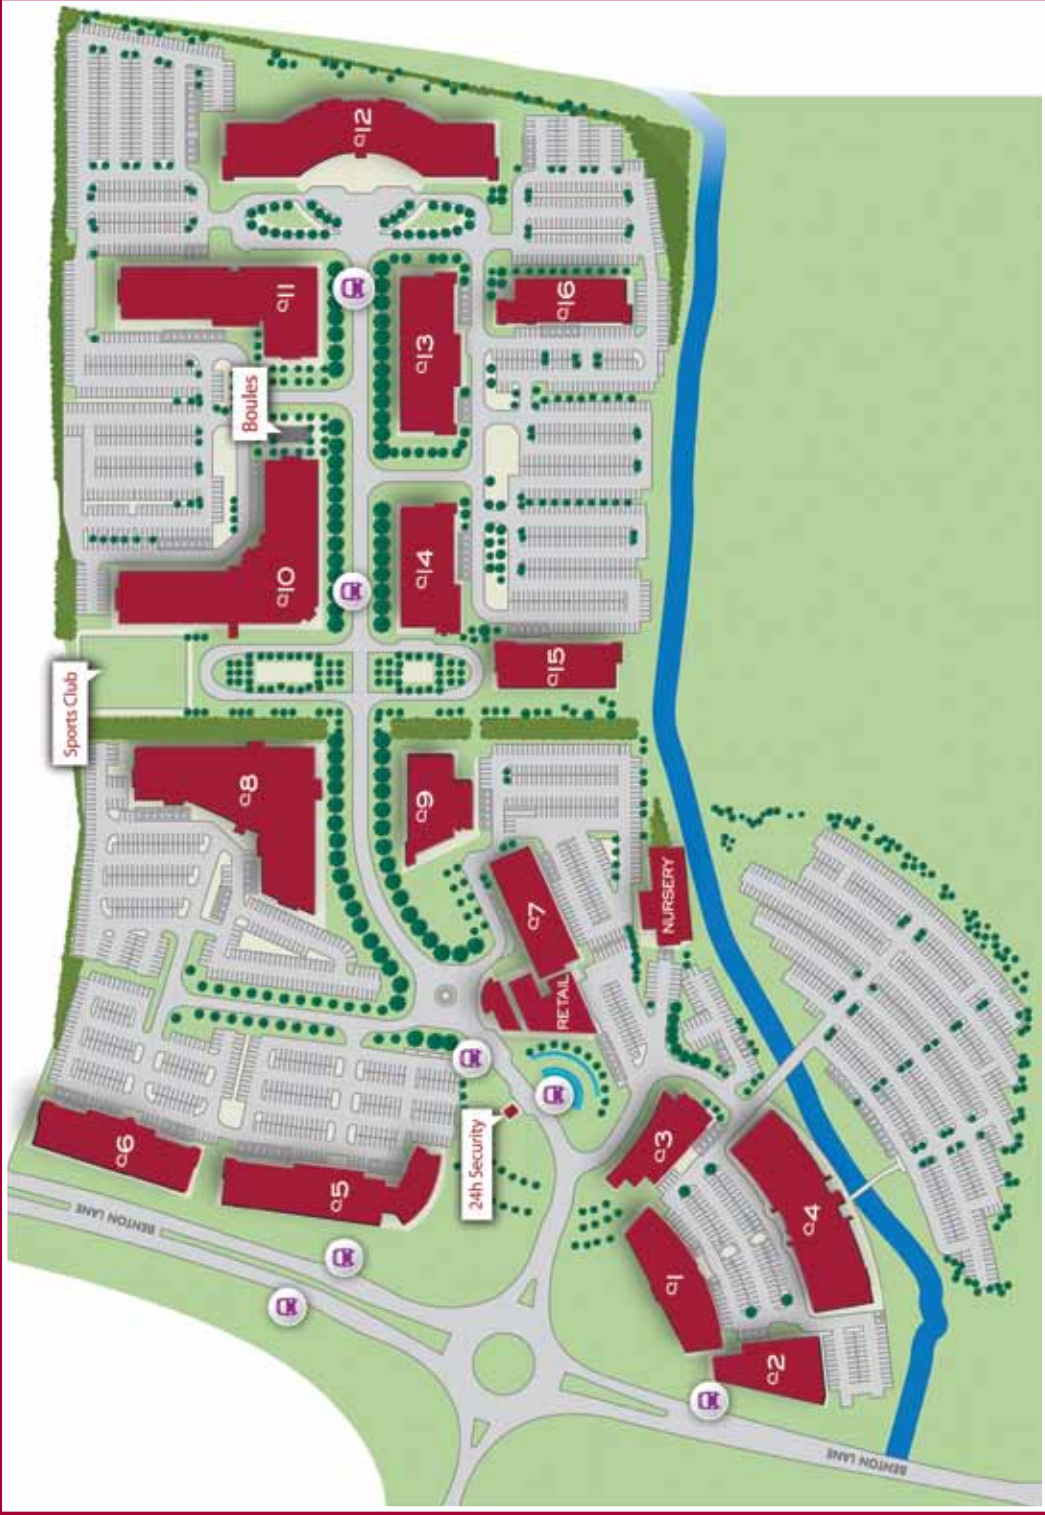 Q12
Q11
Q16
Q13
Boules
Q10
Q14
Q15
Sports Club
Q8
Q9
Q7
NURSERY
RETAIL
24h Security
Q6
Q5
Q3
Q4
Q1
Q2
BENTON LANE
BENTON LANE